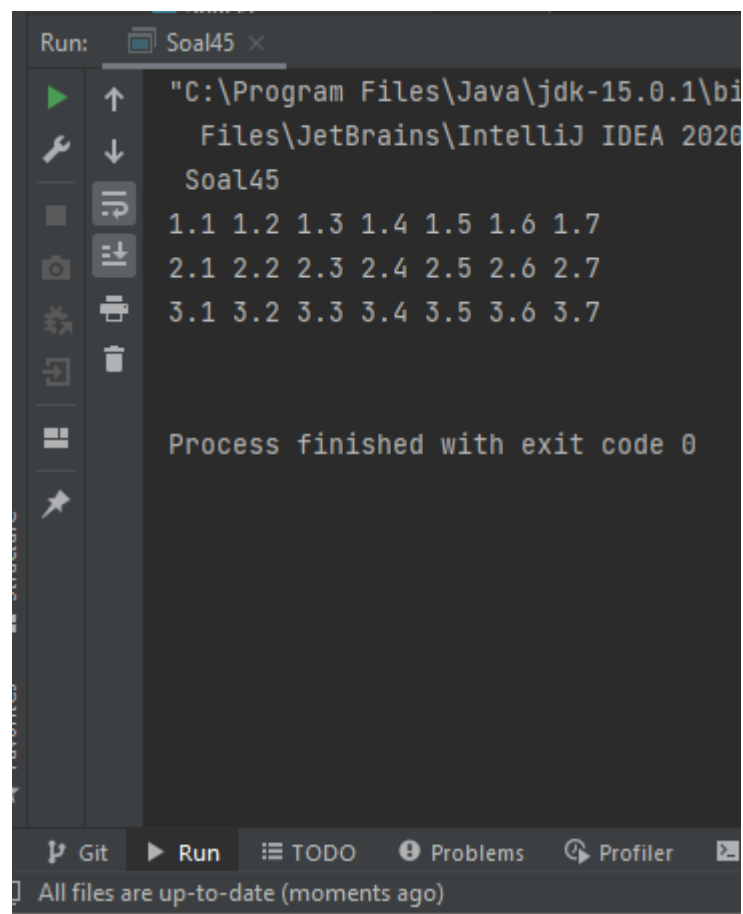 Run: Soal45
"C:\Program Files\Java\jdk-15.0.1\bi
Files\JetBrains\IntelliJ IDEA 2020
Soal45
1.1 1.2 1.3 1.4 1.5 1.6 1.7
2.1 2.2 2.3 2.4 2.5 2.6 2.7
3.1 3.2 3.3 3.4 3.5 3.6 3.7
Process finished with exit code 0
Git Run TODO Problems Profiler
All files are up-to-date (moments ago)